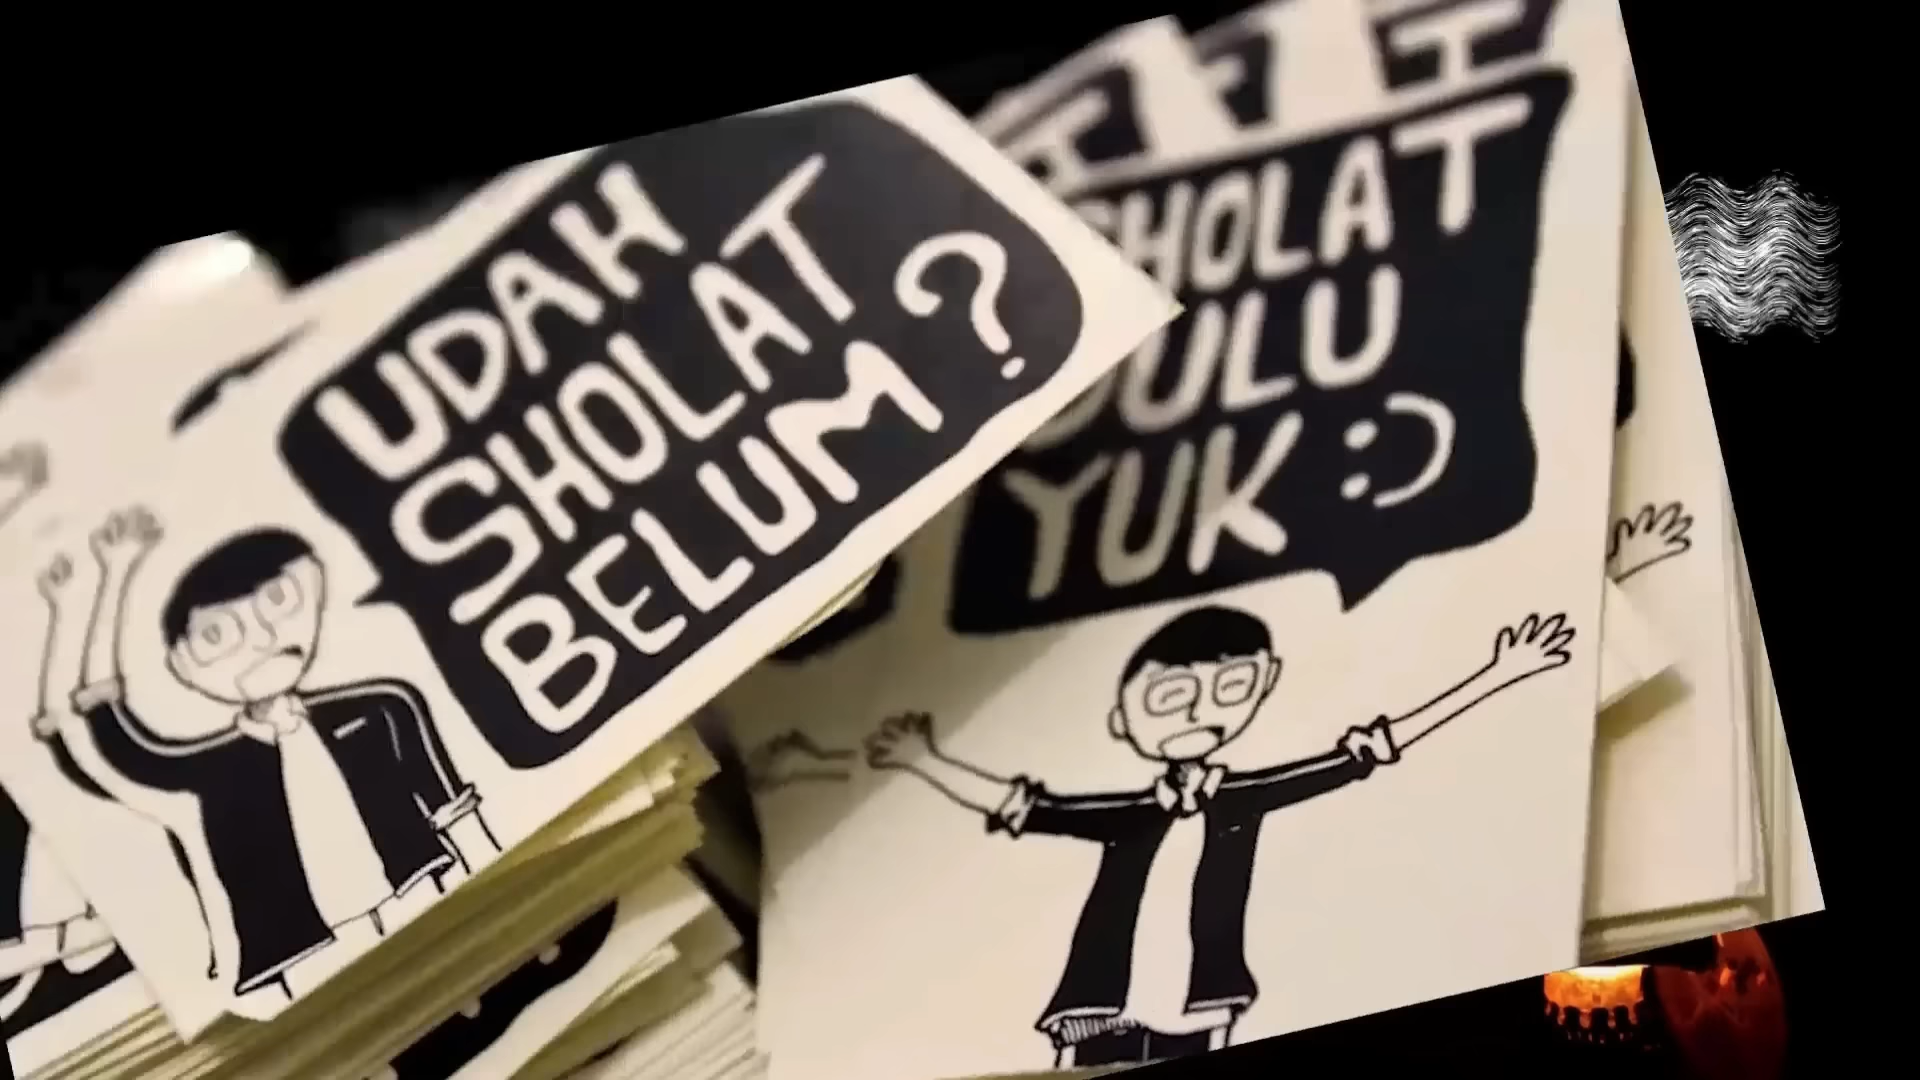 UDAH
SHOLAT
BELUM?
SHOLAT
DULU
YUK :)